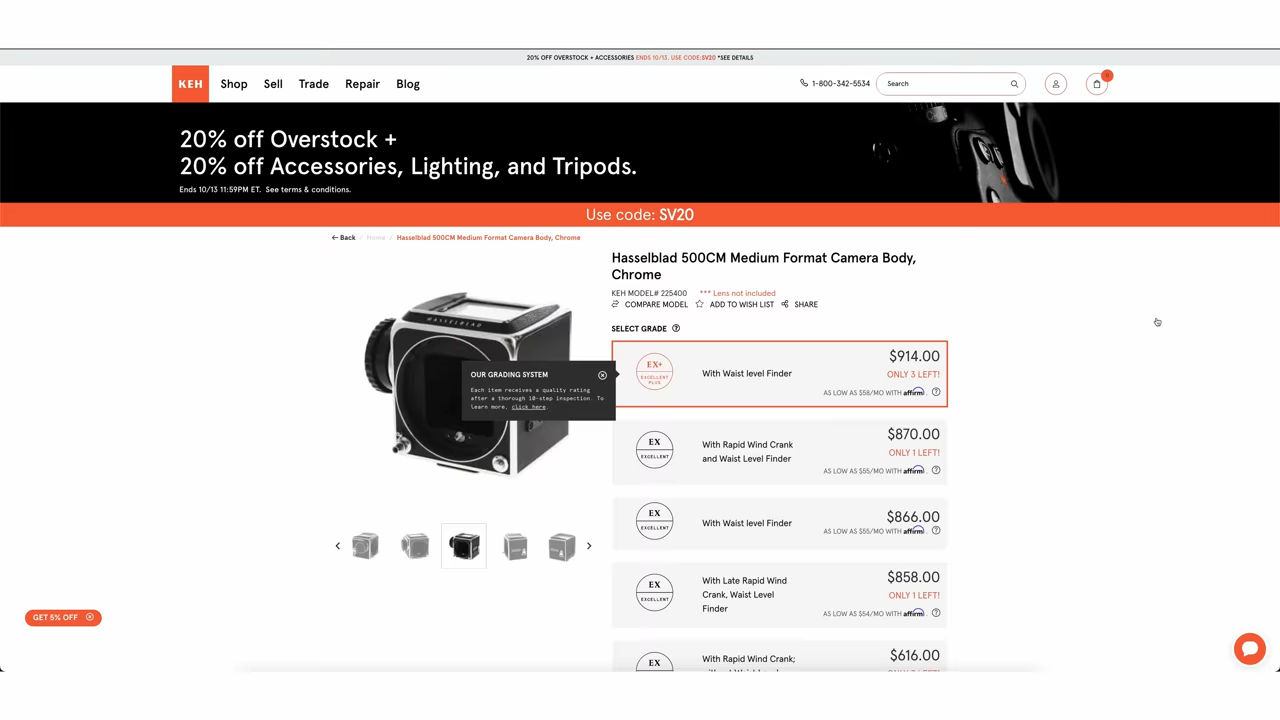 20% OFF OVERSTOCK + ACCESSORIES ENDS 10/13. USE CODE:SV20 *SEE DETAILS
KEH Shop Sell Trade Repair Blog 1-800-342-5534 Search
20% off Overstock +
20% off Accessories, Lighting, and Tripods.
Ends 10/13 11:59PM ET. See terms & conditions.
Use code: SV20
Back / Home / Hasselblad 500CM Medium Format Camera Body, Chrome
Hasselblad 500CM Medium Format Camera Body,
Chrome
KEH MODEL# 225400 *** Lens not included
COMPARE MODEL ADD TO WISH LIST SHARE
SELECT GRADE ?
HASSELBLAD
OUR GRADING SYSTEM
Each item receives a quality rating
after a thorough 10-step inspection. To
learn more, click here.
EX+
EXCELLENT
PLUS
With Waist level Finder
$914.00
ONLY 3 LEFT!
AS LOW AS $58/MO WITH affirm. ?
EX
EXCELLENT
With Rapid Wind Crank
and Waist Level Finder
$870.00
ONLY 1 LEFT!
AS LOW AS $55/MO WITH affirm. ?
EX
EXCELLENT
With Waist level Finder
$866.00
AS LOW AS $55/MO WITH affirm. ?
EX
EXCELLENT
With Late Rapid Wind
Crank, Waist Level
Finder
$858.00
ONLY 1 LEFT!
AS LOW AS $54/MO WITH affirm. ?
EX
With Rapid Wind Crank;
$616.00
GET 5% OFF